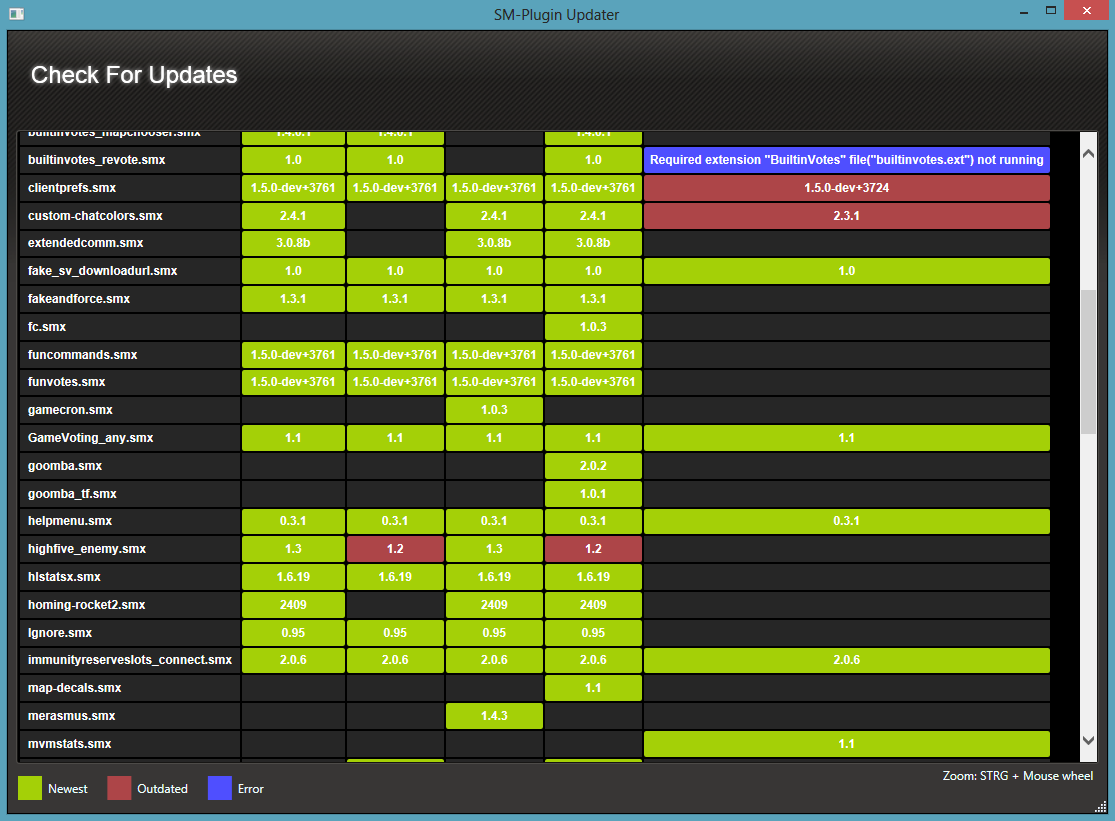 SM-Plugin Updater
Check For Updates
builtinvotes_mapchooser.smx 1.4.0.1 1.4.0.1 1.4.0.1
builtinvotes_revote.smx 1.0 1.0 1.0 Required extension "BuiltinVotes" file("builtinvotes.ext") not running
clientprefs.smx 1.5.0-dev+3761 1.5.0-dev+3761 1.5.0-dev+3761 1.5.0-dev+3761 1.5.0-dev+3724
custom-chatcolors.smx 2.4.1 2.4.1 2.4.1 2.3.1
extendedcomm.smx 3.0.8b 3.0.8b 3.0.8b
fake_sv_downloadurl.smx 1.0 1.0 1.0 1.0 1.0
fakeandforce.smx 1.3.1 1.3.1 1.3.1 1.3.1
fc.smx 1.0.3
funcommands.smx 1.5.0-dev+3761 1.5.0-dev+3761 1.5.0-dev+3761 1.5.0-dev+3761
funvotes.smx 1.5.0-dev+3761 1.5.0-dev+3761 1.5.0-dev+3761 1.5.0-dev+3761
gamecron.smx 1.0.3
GameVoting_any.smx 1.1 1.1 1.1 1.1 1.1
goomba.smx 2.0.2
goomba_tf.smx 1.0.1
helpmenu.smx 0.3.1 0.3.1 0.3.1 0.3.1 0.3.1
highfive_enemy.smx 1.3 1.2 1.3 1.2
hlstatsx.smx 1.6.19 1.6.19 1.6.19 1.6.19
homing-rocket2.smx 2409 2409 2409
Ignore.smx 0.95 0.95 0.95 0.95
immunityreserveslots_connect.smx 2.0.6 2.0.6 2.0.6 2.0.6 2.0.6
map-decals.smx 1.1
merasmus.smx 1.4.3
mvmstats.smx 1.1
Zoom: STRG + Mouse wheel
Newest Outdated Error